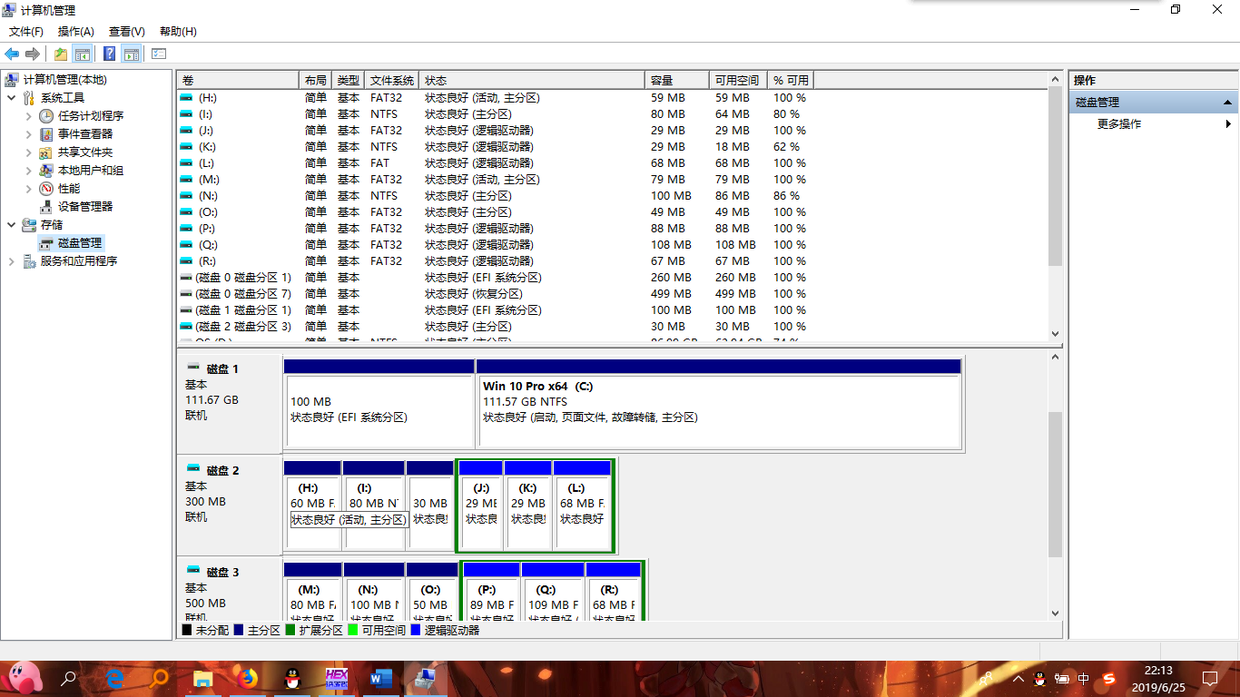 计算机管理
文件(F) 操作(A) 查看(V) 帮助(H)
计算机管理(本地)
系统工具
任务计划程序
事件查看器
共享文件夹
本地用户和组
性能
设备管理器
存储
磁盘管理
服务和应用程序
卷 布局 类型 文件系统 状态 容量 可用空间 % 可用
(H:) 简单 基本 FAT32 状态良好 (活动, 主分区) 59 MB 59 MB 100 %
(I:) 简单 基本 NTFS 状态良好 (主分区) 80 MB 64 MB 80 %
(J:) 简单 基本 FAT32 状态良好 (逻辑驱动器) 29 MB 29 MB 100 %
(K:) 简单 基本 NTFS 状态良好 (逻辑驱动器) 29 MB 18 MB 62 %
(L:) 简单 基本 FAT 状态良好 (逻辑驱动器) 68 MB 68 MB 100 %
(M:) 简单 基本 FAT32 状态良好 (活动, 主分区) 79 MB 79 MB 100 %
(N:) 简单 基本 NTFS 状态良好 (主分区) 100 MB 86 MB 86 %
(O:) 简单 基本 FAT32 状态良好 (主分区) 49 MB 49 MB 100 %
(P:) 简单 基本 FAT32 状态良好 (逻辑驱动器) 88 MB 88 MB 100 %
(Q:) 简单 基本 FAT32 状态良好 (逻辑驱动器) 108 MB 108 MB 100 %
(R:) 简单 基本 FAT32 状态良好 (逻辑驱动器) 67 MB 67 MB 100 %
(磁盘 0 磁盘分区 1) 简单 基本 状态良好 (EFI 系统分区) 260 MB 260 MB 100 %
(磁盘 0 磁盘分区 7) 简单 基本 状态良好 (恢复分区) 499 MB 499 MB 100 %
(磁盘 1 磁盘分区 1) 简单 基本 状态良好 (EFI 系统分区) 100 MB 100 MB 100 %
(磁盘 2 磁盘分区 3) 简单 基本 状态良好 (主分区) 30 MB 30 MB 100 %
操作
磁盘管理
更多操作
磁盘 1
基本
111.67 GB
联机
100 MB
状态良好 (EFI 系统分区)
Win 10 Pro x64 (C:)
111.57 GB NTFS
状态良好 (启动, 页面文件, 故障转储, 主分区)
磁盘 2
基本
300 MB
联机
(H:) (I:) (J:) (K:) (L:)
60 MB F 80 MB N 30 MB 29 ME 29 MB 68 MB F
状态良好 (活动, 主分区) 状态良 状态良 状态良 状态良好
磁盘 3
基本
500 MB
联机
(M:) (N:) (O:) (P:) (Q:) (R:)
80 MB F 100 MB N 50 MB 89 MB F 109 MB F 68 MB F
状态良好 状态良好 状态良好 状态良好 状态良好 状态良好
未分配 主分区 扩展分区 可用空间 逻辑驱动器
HEX
W
中
S
22:13
2019/6/25